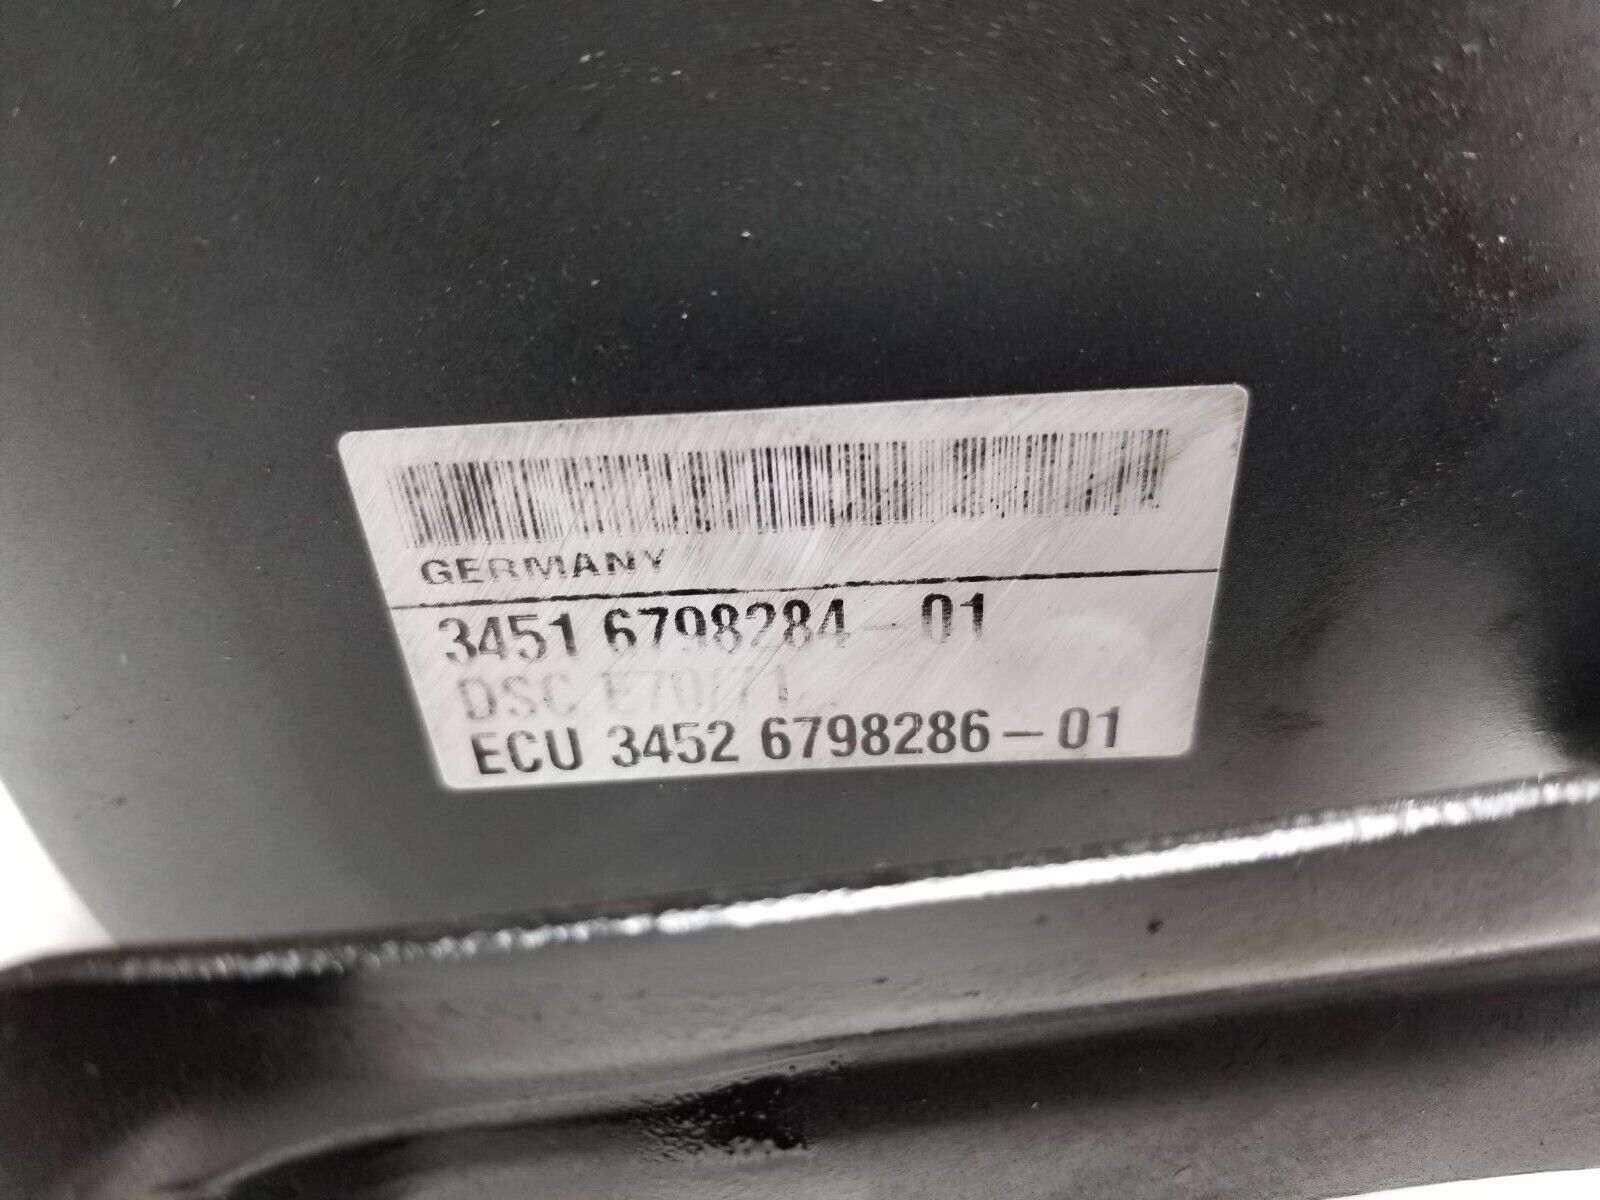 GERMANY
3451 6798284-01
DSC E70/71
ECU 3452 6798286-01